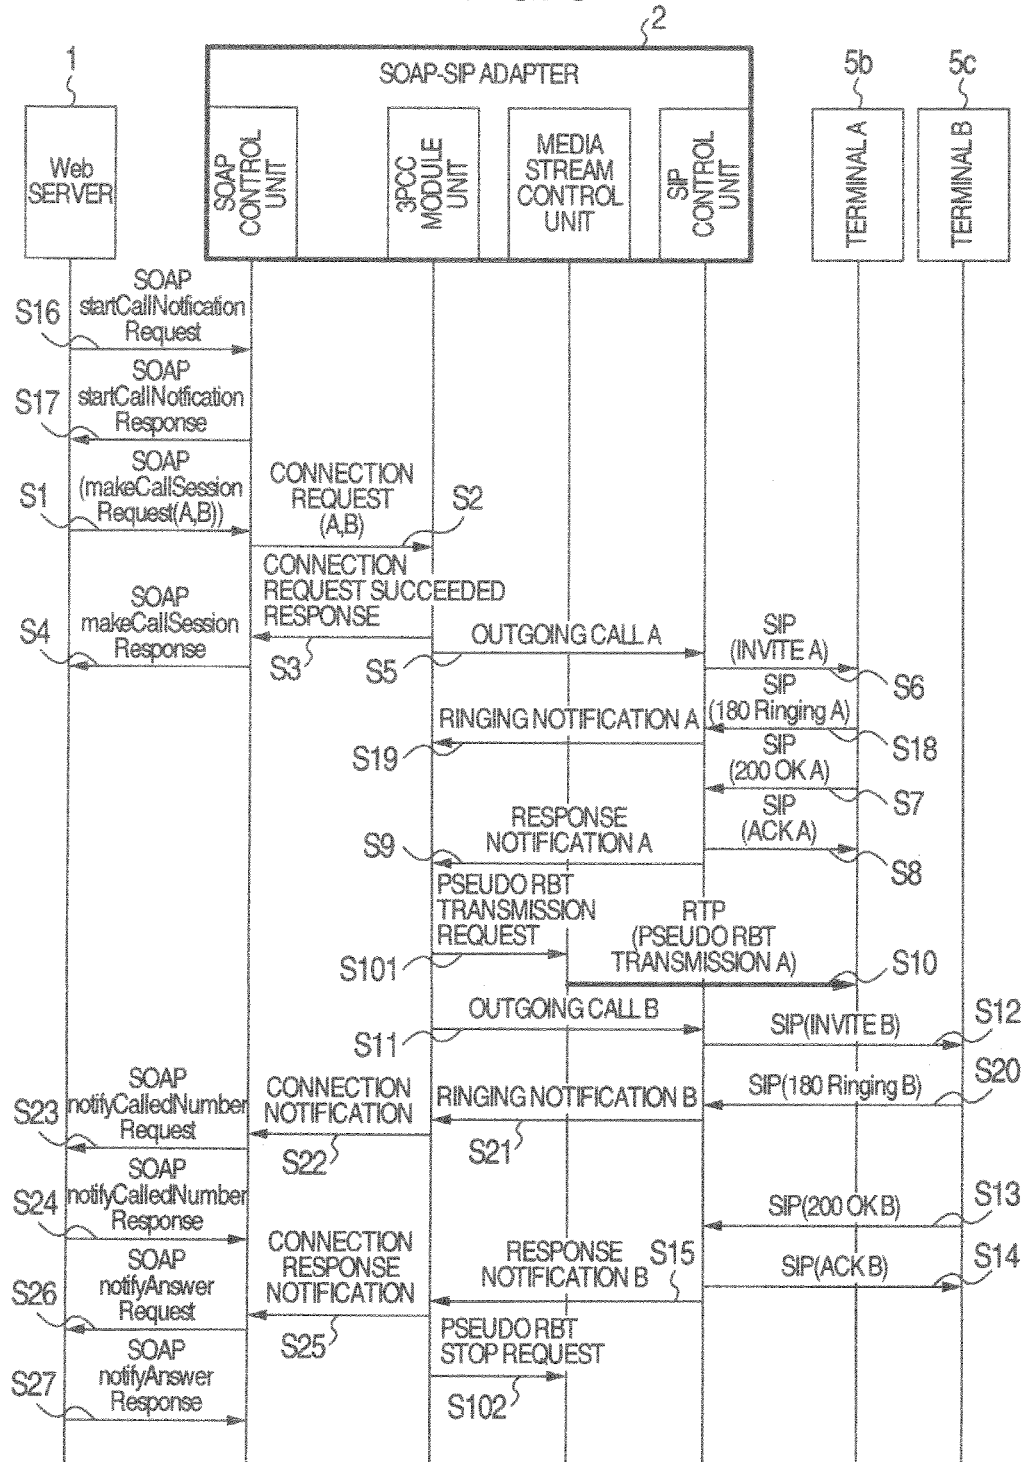 2
1
5b
5c
SOAP-SIP ADAPTER
Web
SERVER
SOAP
CONTROL
UNIT
3PCC
MODULE
UNIT
MEDIA
STREAM
CONTROL
UNIT
SIP
CONTROL
UNIT
TERMINAL A
TERMINAL B
S16
SOAP
startCallNotfication
Request
S17
SOAP
startCallNotfication
Response
S1
SOAP
(makeCallSession
Request(A,B))
CONNECTION
REQUEST
(A,B)
S2
CONNECTION
REQUEST SUCCEEDED
RESPONSE
S3
S4
SOAP
makeCallSession
Response
OUTGOING CALL A
S5
SIP
(INVITE A)
S6
SIP
(180 Ringing A)
S18
RINGING NOTIFICATION A
S19
SIP
(200 OK A)
S7
SIP
(ACK A)
S8
RESPONSE
NOTIFICATION A
S9
PSEUDO RBT
TRANSMISSION
REQUEST
S101
RTP
(PSEUDO RBT
TRANSMISSION A)
S10
OUTGOING CALL B
S11
SIP(INVITE B)
S12
SIP(180 Ringing B)
S20
RINGING NOTIFICATION B
S21
CONNECTION
NOTIFICATION
S22
S23
SOAP
notifyCalledNumber
Request
S24
SOAP
notifyCalledNumber
Response
SIP(200 OK B)
S13
SIP(ACK B)
S14
RESPONSE
NOTIFICATION B
S15
CONNECTION
RESPONSE
NOTIFICATION
S25
S26
SOAP
notifyAnswer
Request
PSEUDO RBT
STOP REQUEST
S102
S27
SOAP
notifyAnswer
Response